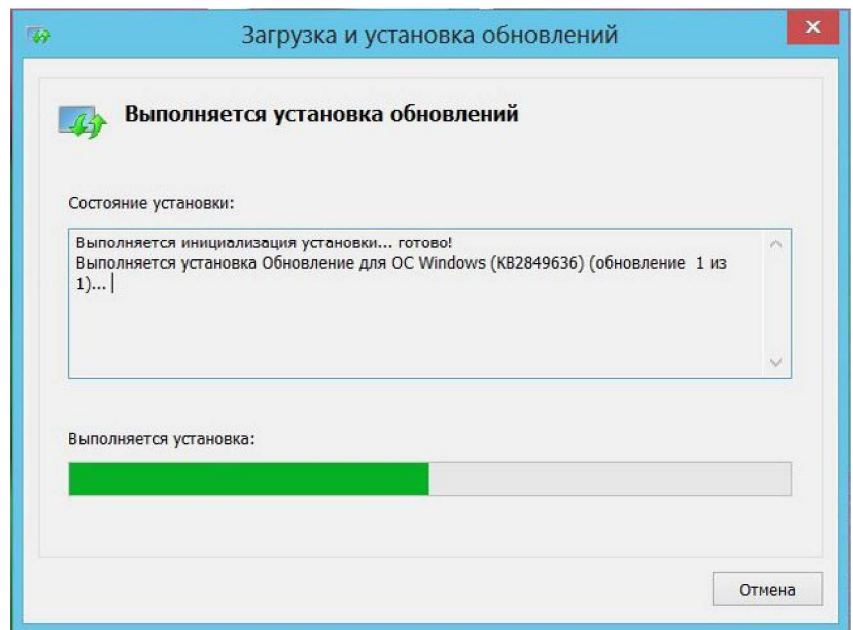 Загрузка и установка обновлений
Выполняется установка обновлений
Состояние установки:
Выполняется инициализация установки... готово!
Выполняется установка Обновление для ОС Windows (KB2849636) (обновление 1 из
1)...
Выполняется установка:
Отмена